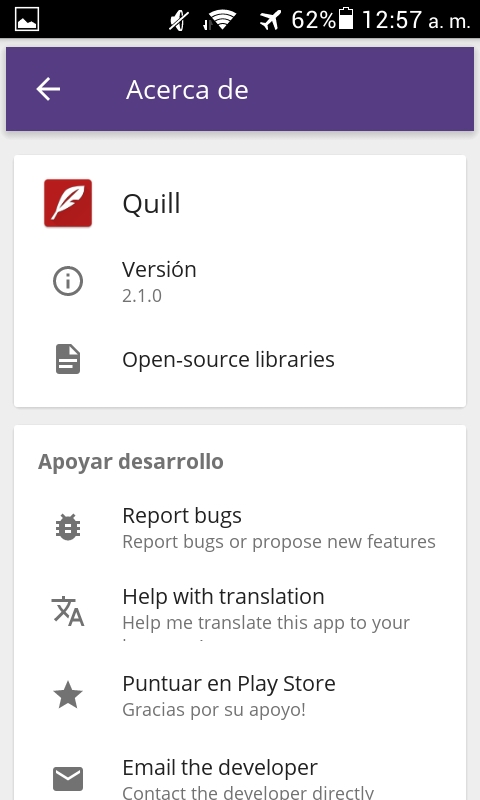 62% 12:57 a. m.
Acerca de
Quill
Versión
2.1.0
Open-source libraries
Apoyar desarrollo
Report bugs
Report bugs or propose new features
Help with translation
Help me translate this app to your
Puntuar en Play Store
Gracias por su apoyo!
Email the developer
Contact the developer directly